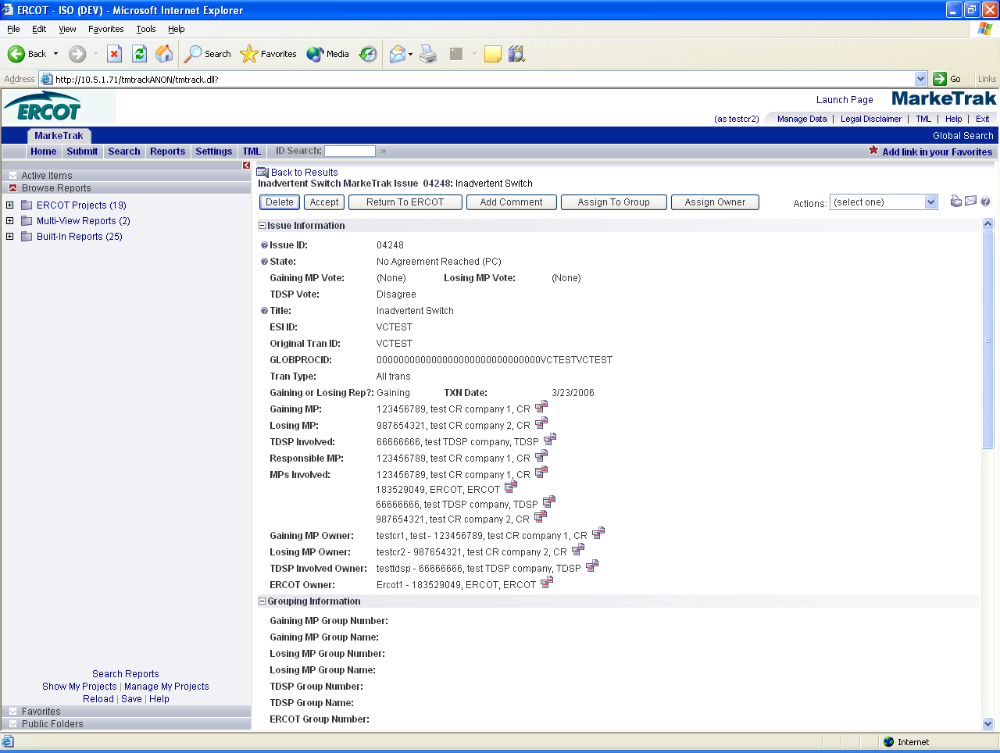 ERCOT - ISO (DEV) - Microsoft Internet Explorer
File Edit View Favorites Tools Help
Back Search Favorites Media
Address http://10.5.1.71/tmtrackANON/tmtrack.dll? Go Links
ERCOT Launch Page MarkeTrak
(as testcr2) Manage Data | Legal Disclaimer | TML | Help | Exit
MarkeTrak Global Search
Home Submit Search Reports Settings TML ID Search: » Add link in your Favorites
Active Items
Browse Reports
ERCOT Projects (19)
Multi-View Reports (2)
Built-In Reports (25)
Search Reports
Show My Projects | Manage My Projects
Reload | Save | Help
Favorites
Public Folders
Back to Results
Inadvertent Switch MarkeTrak Issue 04248: Inadvertent Switch
Delete Accept Return To ERCOT Add Comment Assign To Group Assign Owner Actions: (select one)
Issue Information
Issue ID: 04248
State: No Agreement Reached (PC)
Gaining MP Vote: (None) Losing MP Vote: (None)
TDSP Vote: Disagree
Title: Inadvertent Switch
ESI ID: VCTEST
Original Tran ID: VCTEST
GLOBPROCID: 000000000000000000000000000000VCTESTVCTEST
Tran Type: All trans
Gaining or Losing Rep?: Gaining TXN Date: 3/23/2006
Gaining MP: 123456789, test CR company 1, CR
Losing MP: 987654321, test CR company 2, CR
TDSP Involved: 66666666, test TDSP company, TDSP
Responsible MP: 123456789, test CR company 1, CR
MPs Involved: 123456789, test CR company 1, CR
183529049, ERCOT, ERCOT
66666666, test TDSP company, TDSP
987654321, test CR company 2, CR
Gaining MP Owner: testcr1, test - 123456789, test CR company 1, CR
Losing MP Owner: testcr2 - 987654321, test CR company 2, CR
TDSP Involved Owner: testtdsp - 66666666, test TDSP company, TDSP
ERCOT Owner: Ercot1 - 183529049, ERCOT, ERCOT
Grouping Information
Gaining MP Group Number:
Gaining MP Group Name:
Losing MP Group Number:
Losing MP Group Name:
TDSP Group Number:
TDSP Group Name:
ERCOT Group Number:
Internet